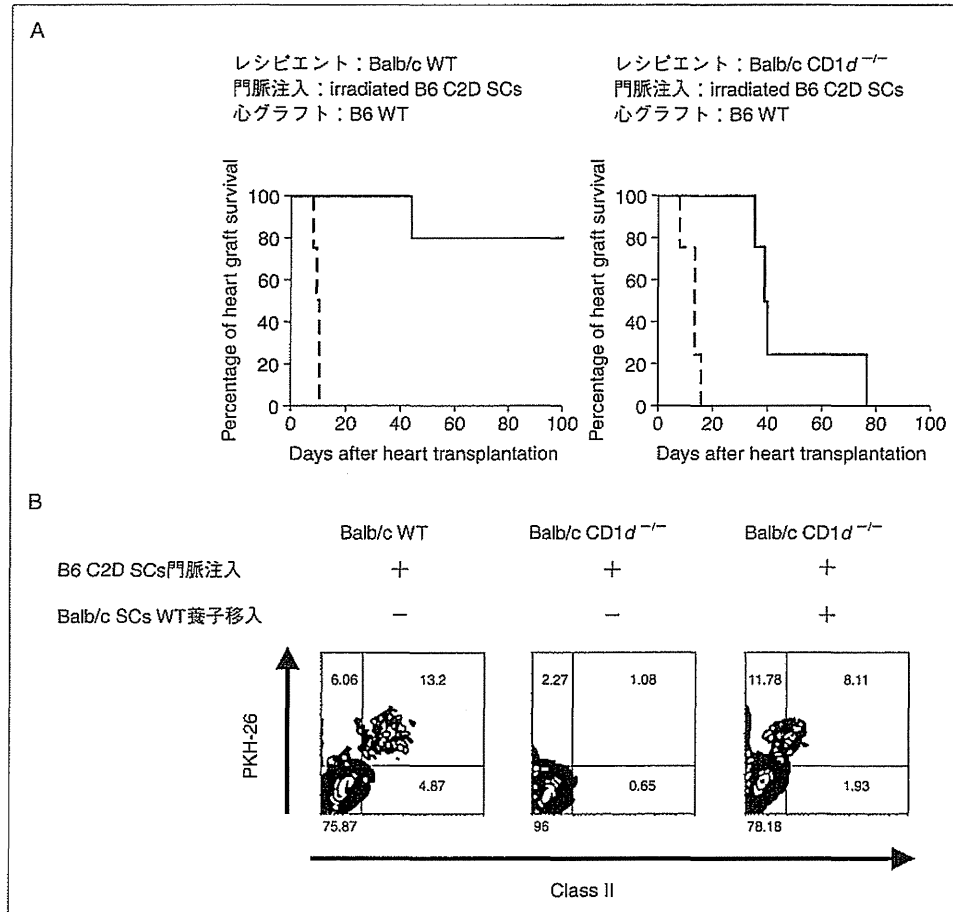 A
レシピエント：Balb/c WT
門脈注入：irradiated B6 C2D SCs
心グラフト：B6 WT
レシピエント：Balb/c CD1d −/−
門脈注入：irradiated B6 C2D SCs
心グラフト：B6 WT
Percentage of heart graft survival
100
80
60
40
20
0
0 20 40 60 80 100
Days after heart transplantation
Percentage of heart graft survival
100
80
60
40
20
0
0 20 40 60 80 100
Days after heart transplantation
B
Balb/c WT Balb/c CD1d −/− Balb/c CD1d −/−
B6 C2D SCs門脈注入 + + +
Balb/c SCs WT養子移入 − − +
PKH-26
6.06 13.2
4.87
75.87
2.27 1.08
0.65
96
11.78 8.11
1.93
78.18
Class II